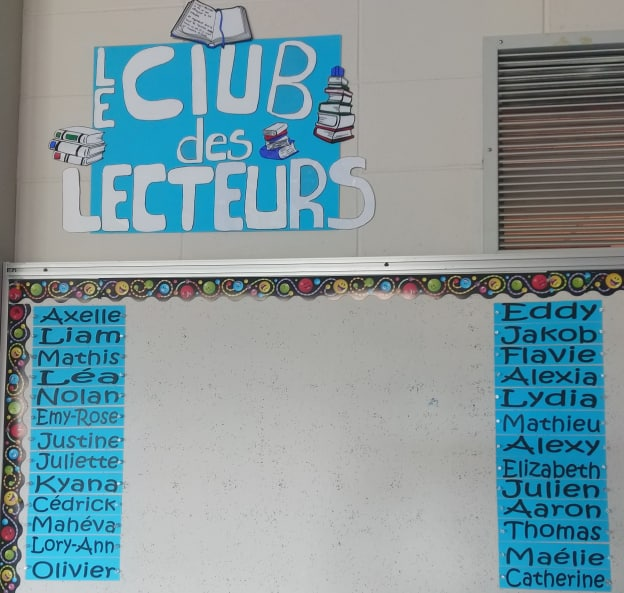 LE CLUB
des
LECTEURS
Axelle
Liam
Mathis
Léa
Nolan
Emy-Rose
Justine
Juliette
Kyana
Cédrick
Mahéva
Lory-Ann
Olivier
Eddy
Jakob
Flavie
Alexia
Lydia
Mathieu
Alexy
Elizabeth
Julien
Aaron
Thomas
Maélie
Catherine